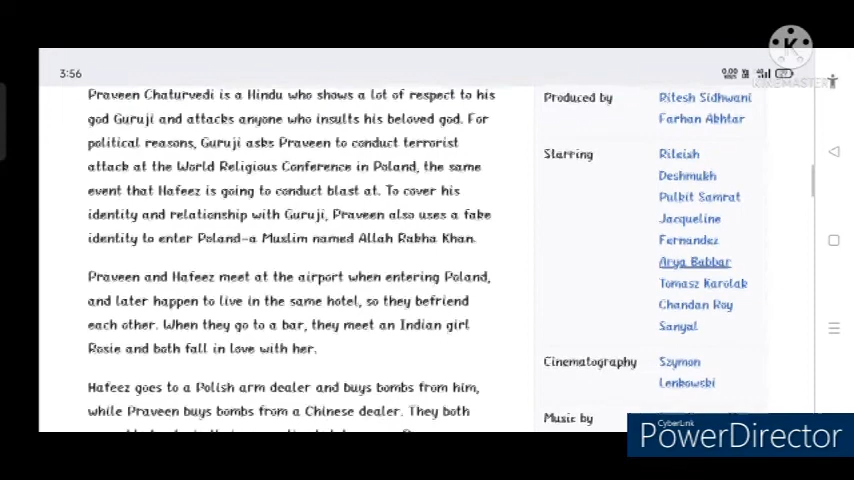 3:56
KINEMASTER
Praveen Chaturvedi is a Hindu who shows a lot of respect to his
god Guruji and attacks anyone who insults his beloved god. For
political reasons, Guruji asks Praveen to conduct terrorist
attack at the World Religious Conference in Poland, the same
event that Hafeez is going to conduct blast at. To cover his
identity and relationship with Guruji, Praveen also uses a fake
identity to enter Poland–a Muslim named Allah Rakha Khan.
Praveen and Hafeez meet at the airport when entering Poland,
and later happen to live in the same hotel, so they befriend
each other. When they go to a bar, they meet an Indian girl
Rosie and both fall in love with her.
Hafeez goes to a Polish arm dealer and buys bombs from him,
while Praveen buys bombs from a Chinese dealer. They both
Produced by
Ritesh Sidhwani
Farhan Akhtar
Starring
Riteish
Deshmukh
Pulkit Samrat
Jacqueline
Fernandez
Arya Babbar
Tomasz Karolak
Chandan Roy
Sanyal
Cinematography
Szymon
Lenkowski
Music by
CyberLink
PowerDirector